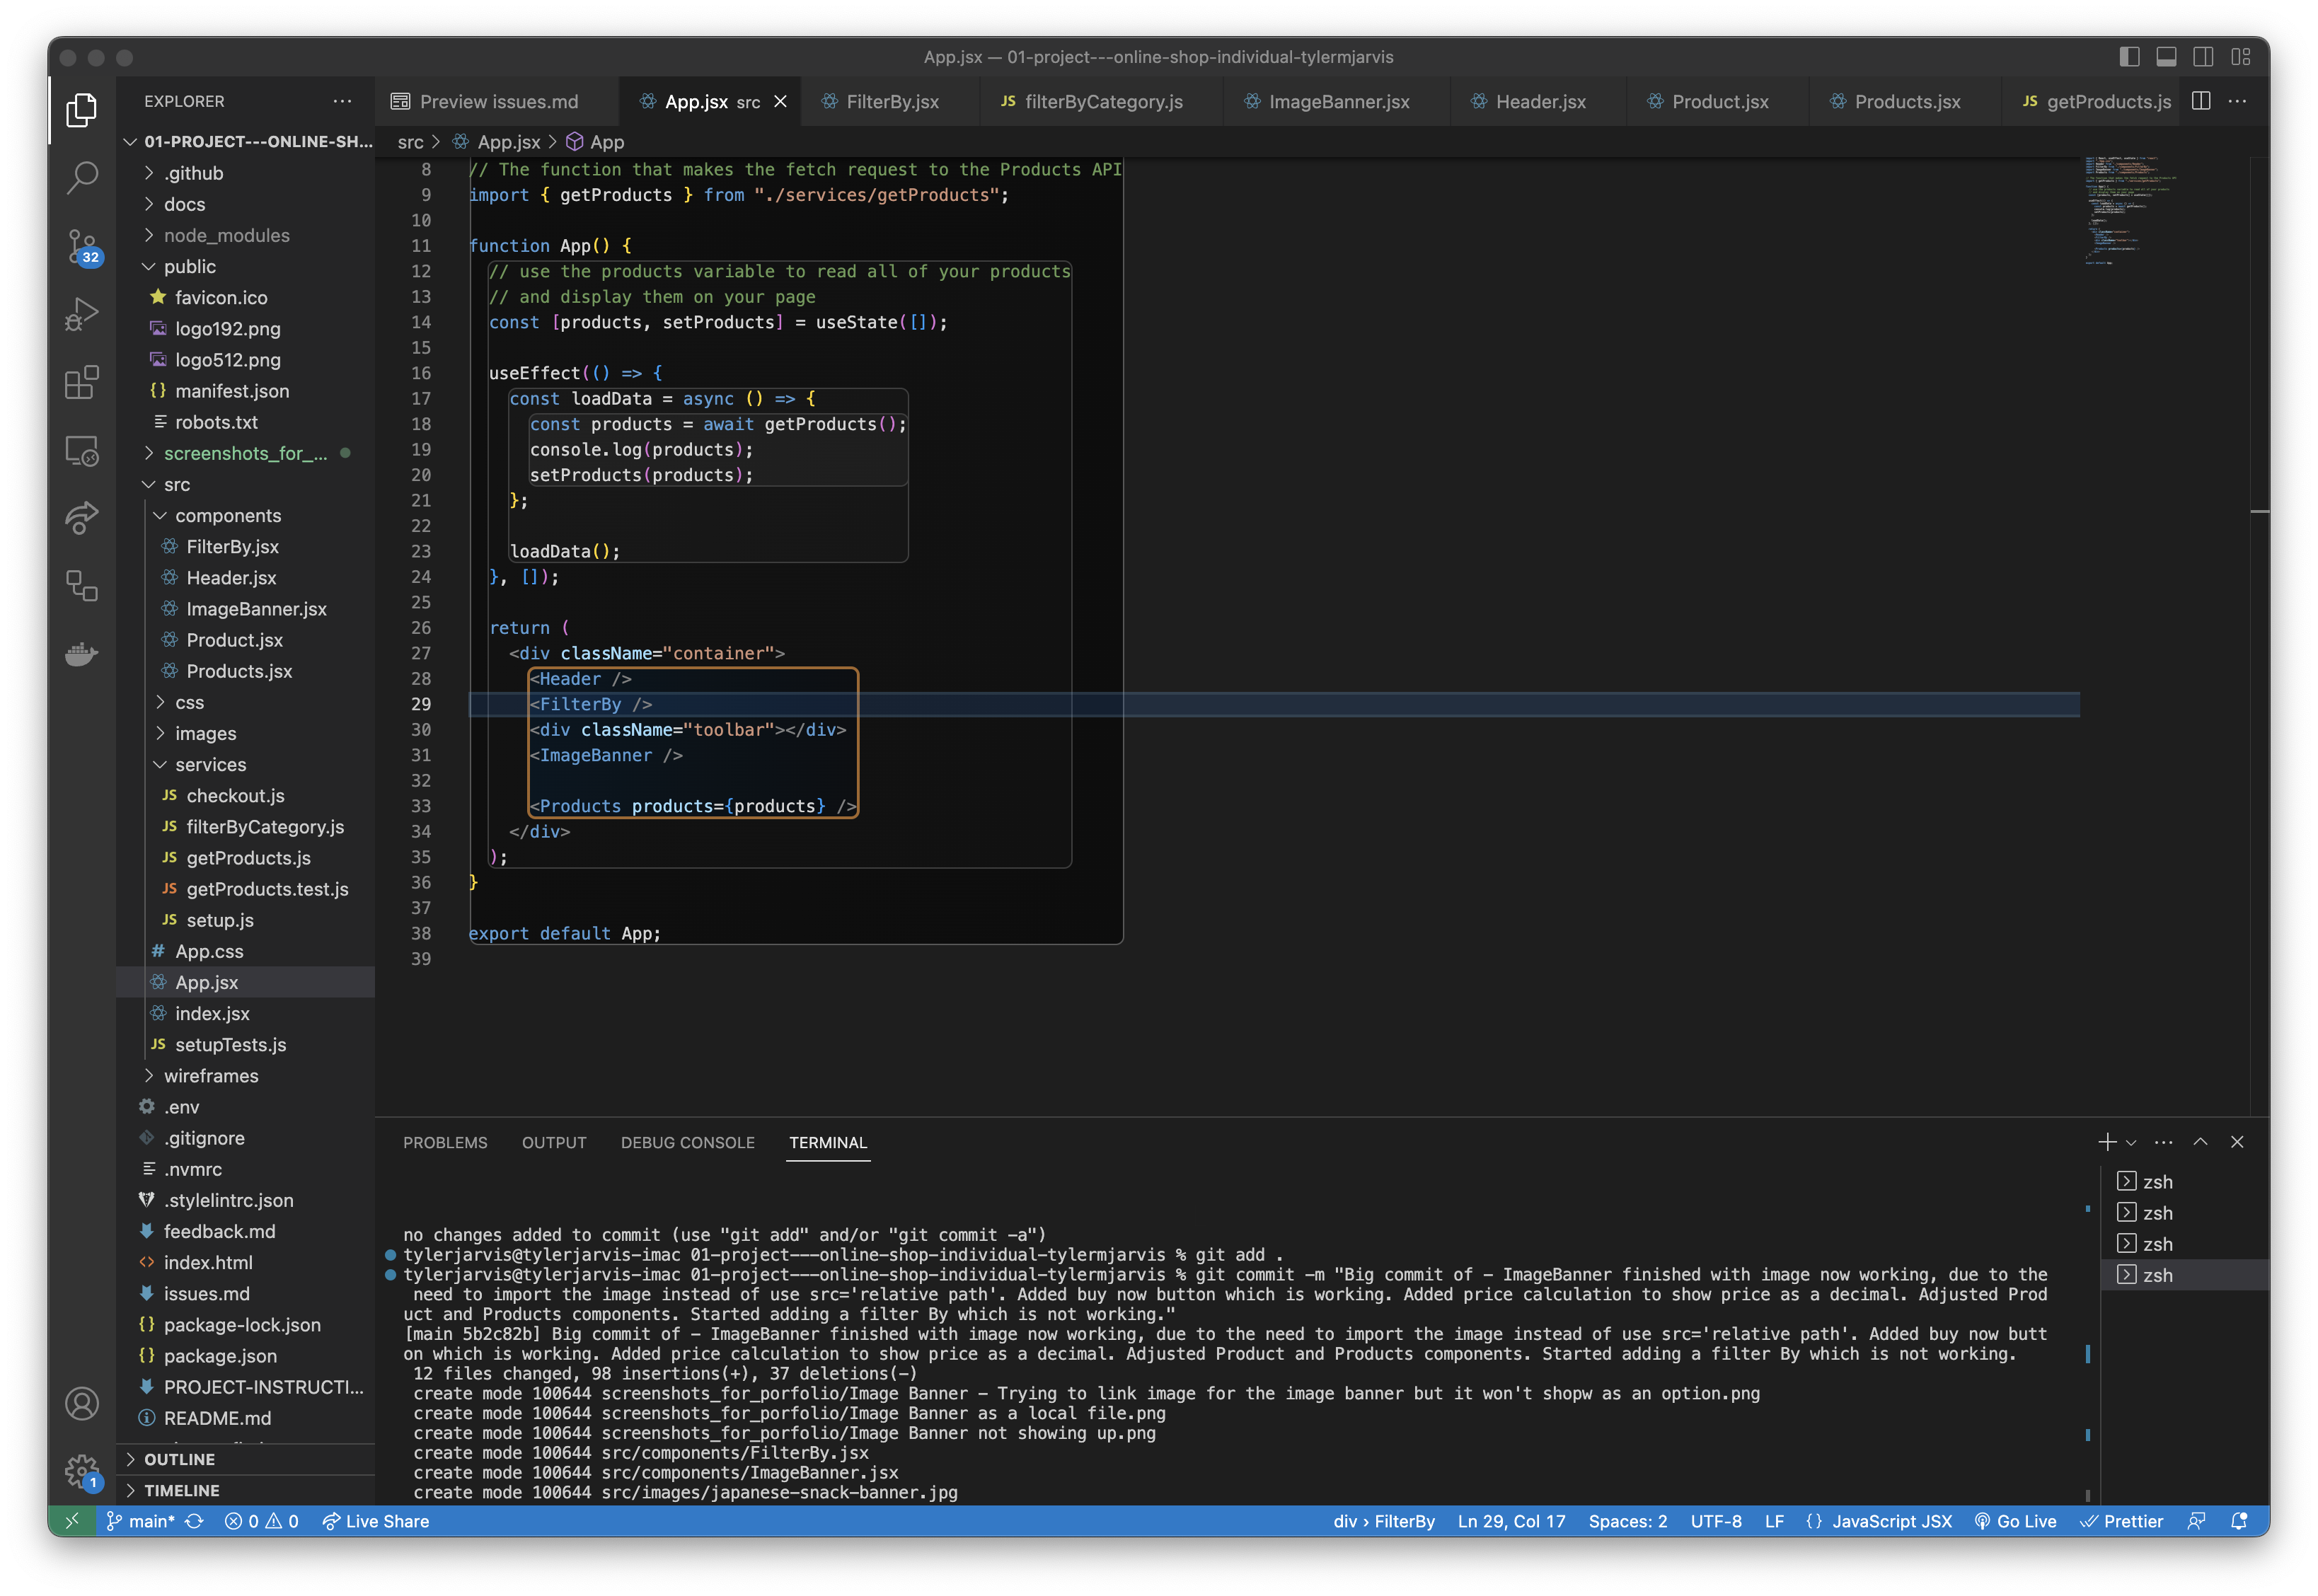 App.jsx — 01-project---online-shop-individual-tylermjarvis
EXPLORER
Preview issues.md
App.jsx src
FilterBy.jsx
JS filterByCategory.js
ImageBanner.jsx
Header.jsx
Product.jsx
Products.jsx
JS getProducts.js
01-PROJECT---ONLINE-SH...
.github
docs
node_modules
public
favicon.ico
logo192.png
logo512.png
{} manifest.json
robots.txt
screenshots_for_...
src
components
FilterBy.jsx
Header.jsx
ImageBanner.jsx
Product.jsx
Products.jsx
css
images
services
JS checkout.js
JS filterByCategory.js
JS getProducts.js
JS getProducts.test.js
JS setup.js
# App.css
App.jsx
index.jsx
JS setupTests.js
wireframes
.env
.gitignore
.nvmrc
.stylelintrc.json
feedback.md
<> index.html
issues.md
{} package-lock.json
{} package.json
PROJECT-INSTRUCTI...
README.md
OUTLINE
TIMELINE
32
1
src > App.jsx > App
8 // The function that makes the fetch request to the Products API
9 import { getProducts } from "./services/getProducts";
10
11 function App() {
12 // use the products variable to read all of your products
13 // and display them on your page
14 const [products, setProducts] = useState([]);
15
16 useEffect(() => {
17 const loadData = async () => {
18 const products = await getProducts();
19 console.log(products);
20 setProducts(products);
21 };
22
23 loadData();
24 }, []);
25
26 return (
27 <div className="container">
28 <Header />
29 <FilterBy />
30 <div className="toolbar"></div>
31 <ImageBanner />
32
33 <Products products={products} />
34 </div>
35 );
36 }
37
38 export default App;
39
PROBLEMS OUTPUT DEBUG CONSOLE TERMINAL
zsh
zsh
zsh
zsh
no changes added to commit (use "git add" and/or "git commit -a")
tylerjarvis@tylerjarvis-imac 01-project---online-shop-individual-tylermjarvis % git add .
tylerjarvis@tylerjarvis-imac 01-project---online-shop-individual-tylermjarvis % git commit -m "Big commit of - ImageBanner finished with image now working, due to the
need to import the image instead of use src='relative path'. Added buy now button which is working. Added price calculation to show price as a decimal. Adjusted Prod
uct and Products components. Started adding a filter By which is not working."
[main 5b2c82b] Big commit of - ImageBanner finished with image now working, due to the need to import the image instead of use src='relative path'. Added buy now butt
on which is working. Added price calculation to show price as a decimal. Adjusted Product and Products components. Started adding a filter By which is not working.
12 files changed, 98 insertions(+), 37 deletions(-)
create mode 100644 screenshots_for_porfolio/Image Banner - Trying to link image for the image banner but it won't shopw as an option.png
create mode 100644 screenshots_for_porfolio/Image Banner as a local file.png
create mode 100644 screenshots_for_porfolio/Image Banner not showing up.png
create mode 100644 src/components/FilterBy.jsx
create mode 100644 src/components/ImageBanner.jsx
create mode 100644 src/images/japanese-snack-banner.jpg
main* 0 0 Live Share
div › FilterBy Ln 29, Col 17 Spaces: 2 UTF-8 LF {} JavaScript JSX Go Live Prettier